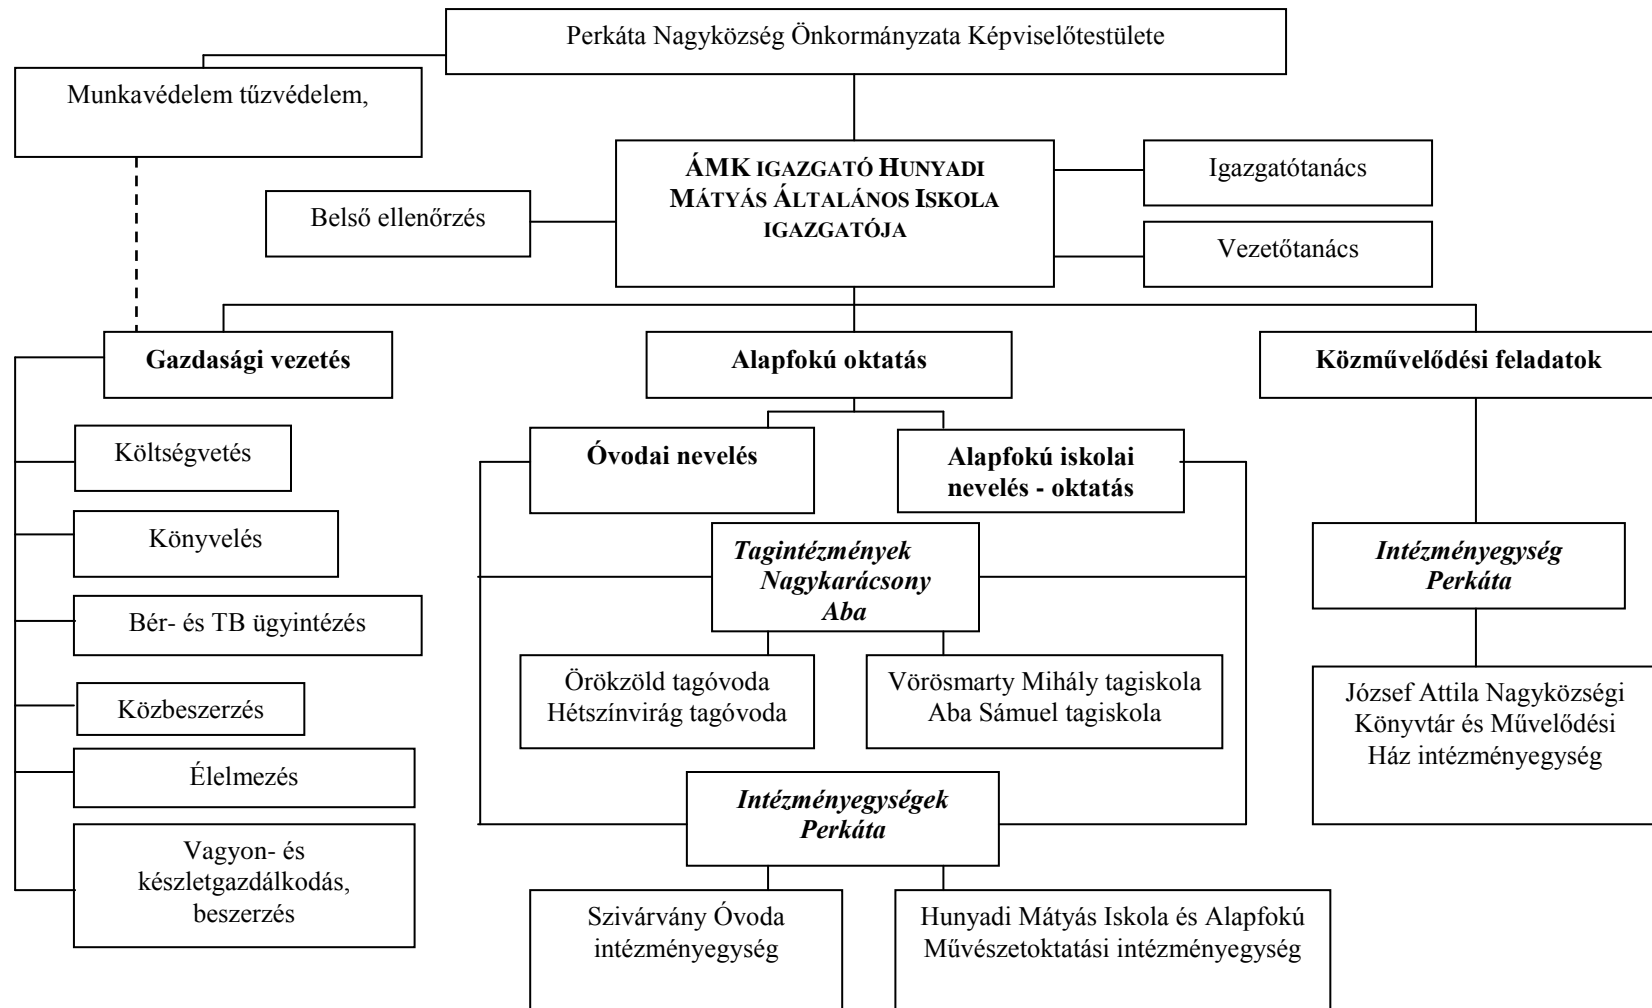 Perkáta Nagyközség Önkormányzata Képviselőtestülete
Munkavédelem tűzvédelem,
ÁMK IGAZGATÓ HUNYADI
MÁTYÁS ÁLTALÁNOS ISKOLA
IGAZGATÓJA
Igazgatótanács
Belső ellenőrzés
Vezetőtanács
Gazdasági vezetés
Alapfokú oktatás
Közművelődési feladatok
Költségvetés
Könyvelés
Bér- és TB ügyintézés
Közbeszerzés
Élelmezés
Vagyon- és
készletgazdálkodás,
beszerzés
Óvodai nevelés
Alapfokú iskolai
nevelés - oktatás
Tagintézmények
Nagykarácsony
Aba
Örökzöld tagóvoda
Hétszínvirág tagóvoda
Vörösmarty Mihály tagiskola
Aba Sámuel tagiskola
Intézményegységek
Perkáta
Szivárvány Óvoda
intézményegység
Hunyadi Mátyás Iskola és Alapfokú
Művészetoktatási intézményegység
Intézményegység
Perkáta
József Attila Nagyközségi
Könyvtár és Művelődési
Ház intézményegység